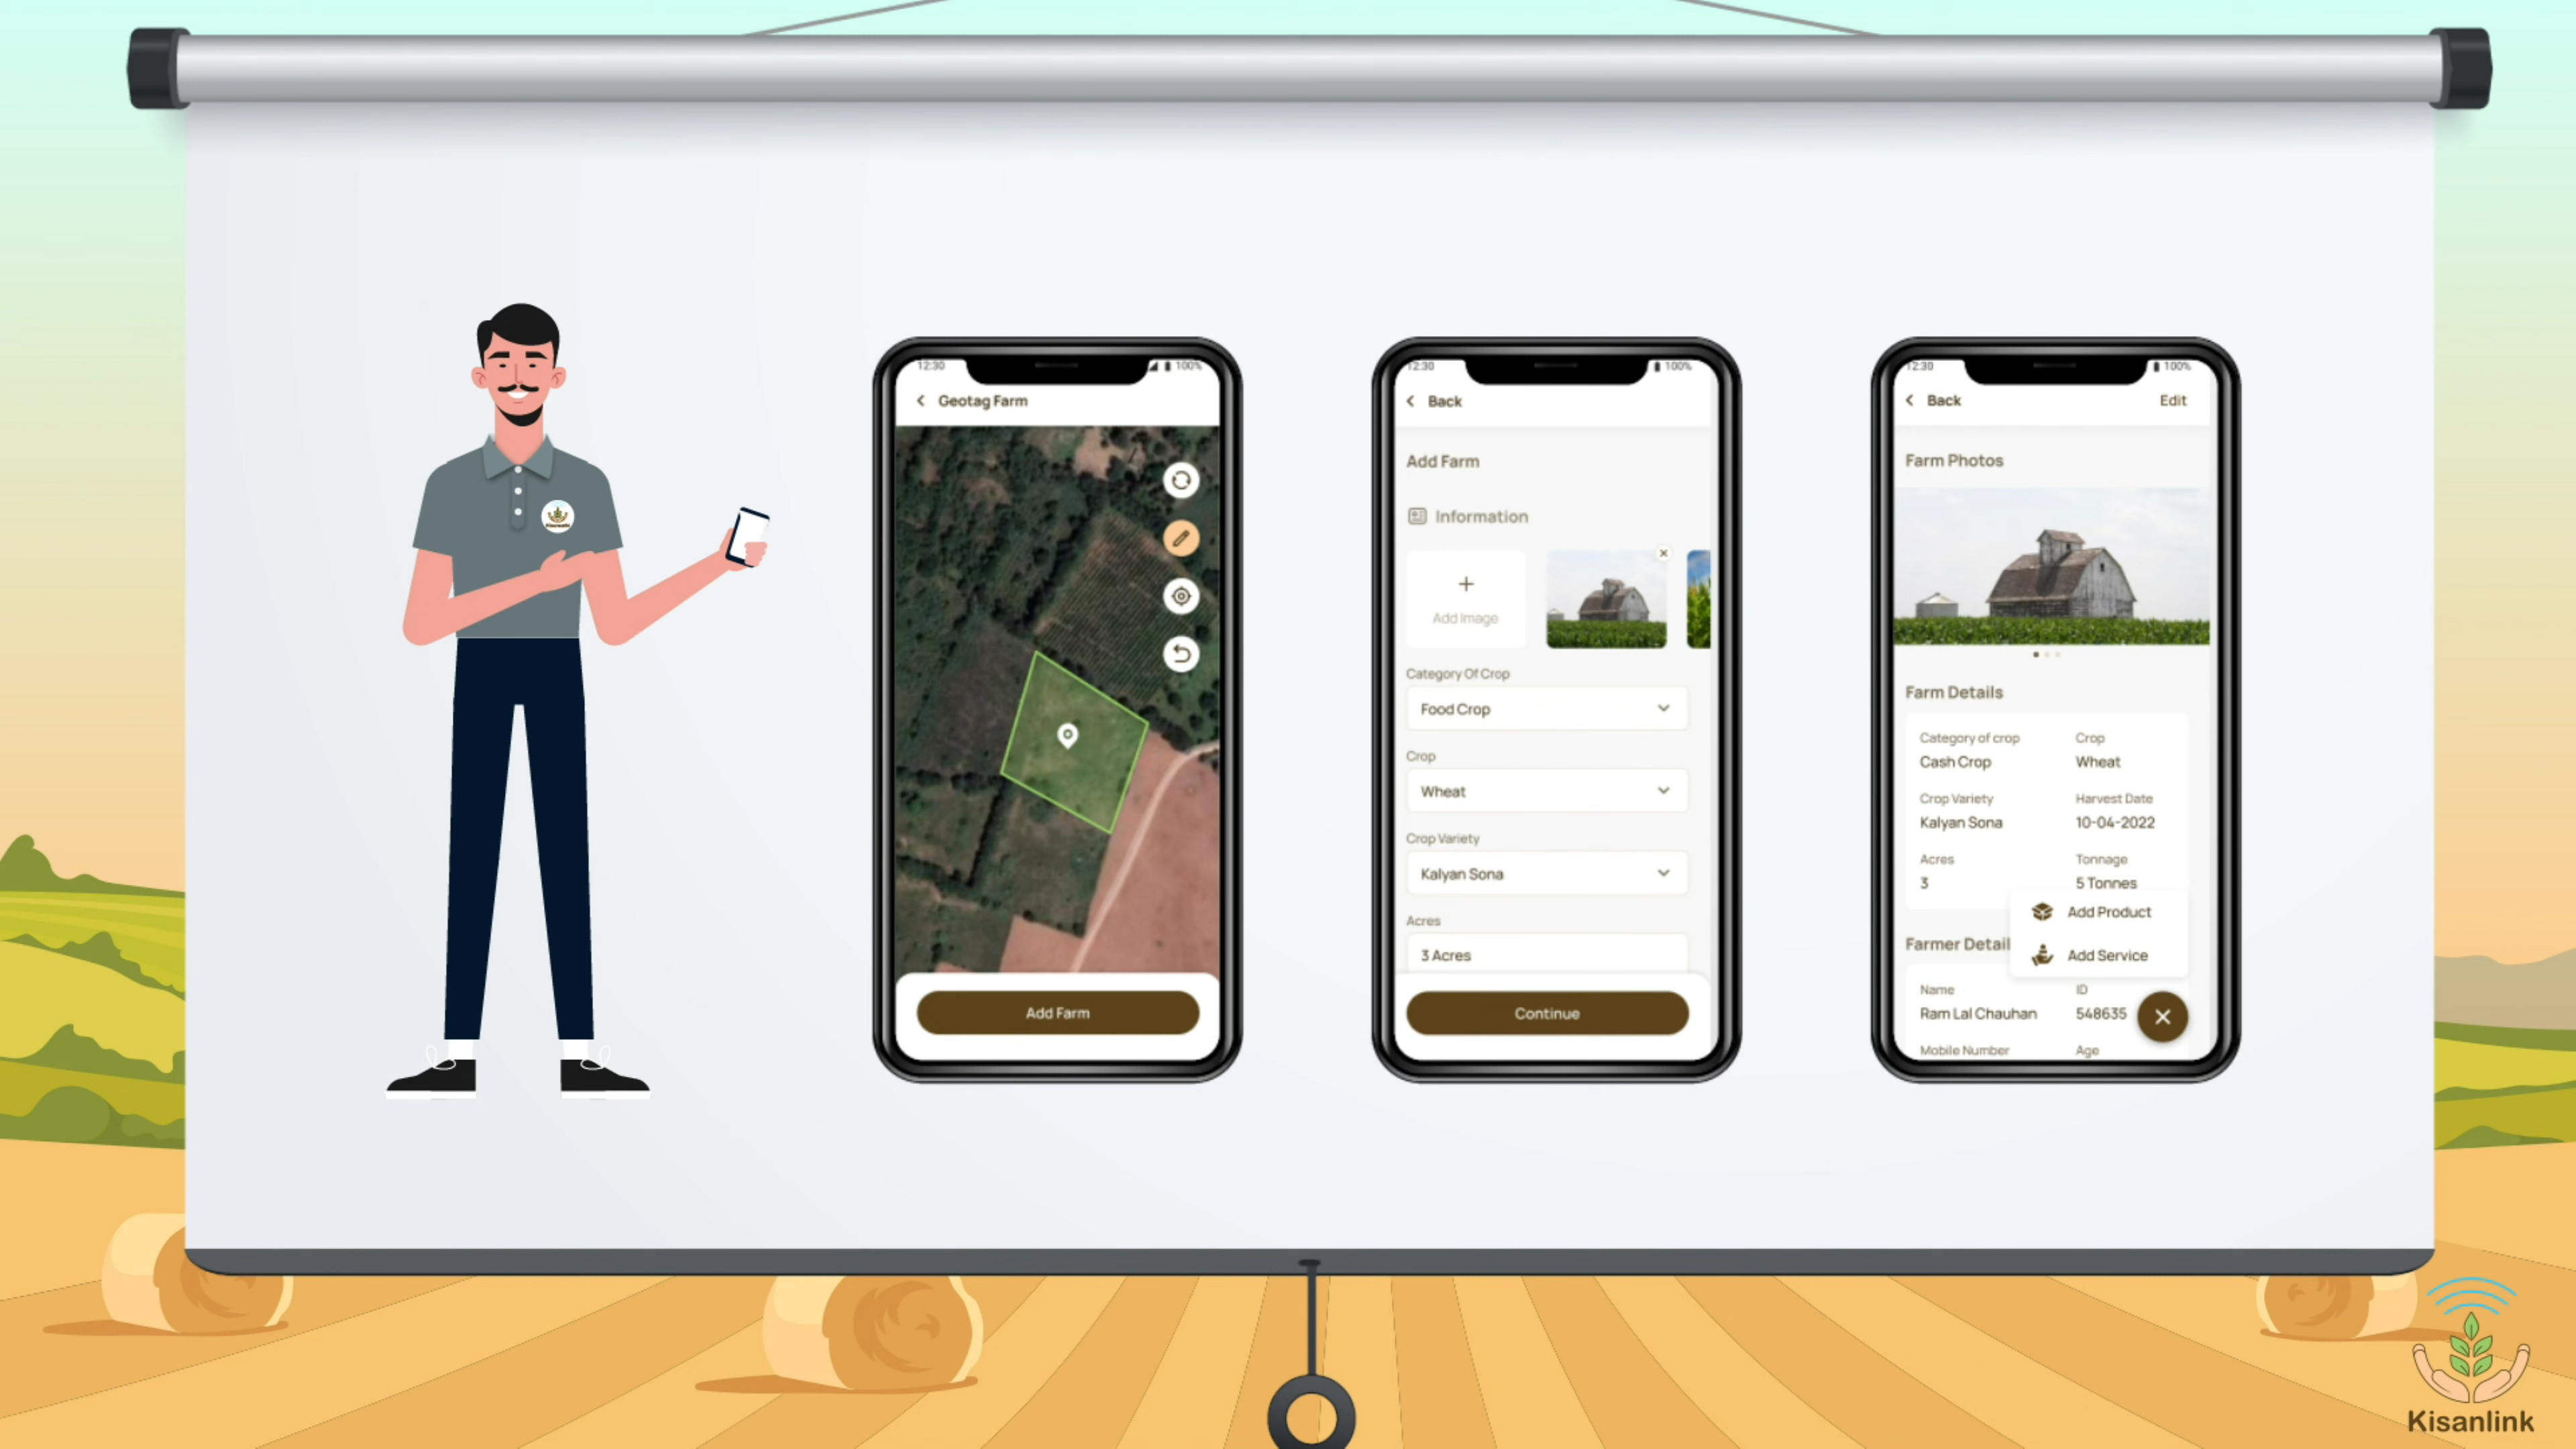 12:30
100%
Geotag Farm
Add Farm
12:30
100%
Back
Add Farm
Information
Add Image
Category Of Crop
Food Crop
Crop
Wheat
Crop Variety
Kalyan Sona
Acres
3 Acres
Continue
12:30
100%
Back
Edit
Farm Photos
Farm Details
Category of crop
Crop
Cash Crop
Wheat
Crop Variety
Harvest Date
Kalyan Sona
10-04-2022
Acres
Tonnage
3
5 Tonnes
Add Product
Farmer Detail
Add Service
Name
ID
Ram Lal Chauhan
548635
Mobile Number
Age
Kisanlink